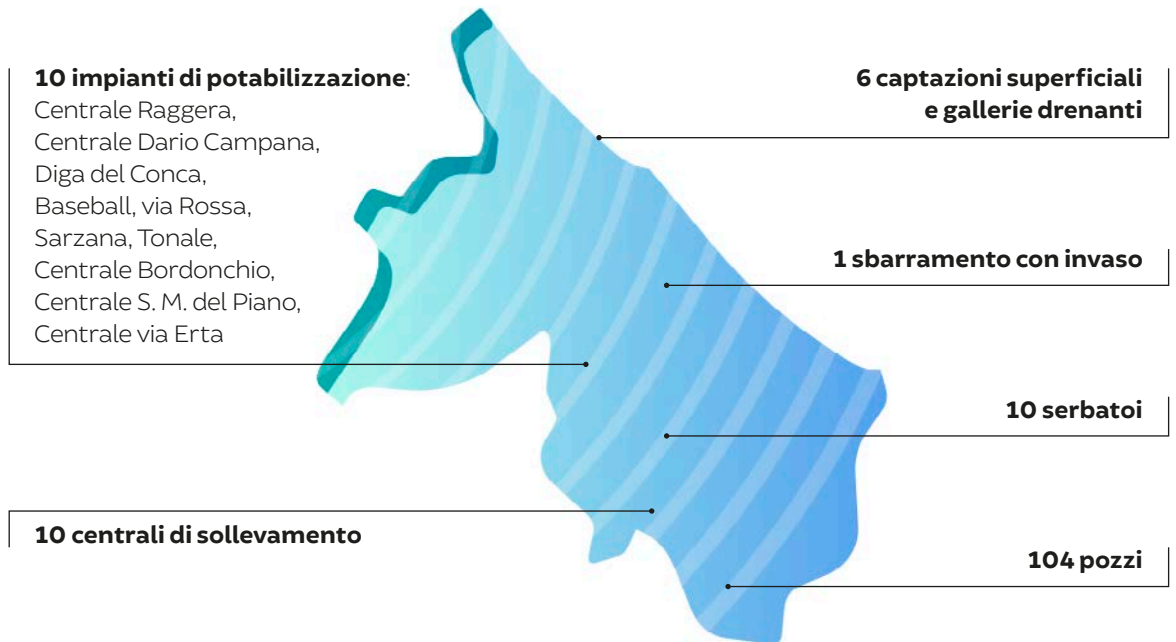 10 impianti di potabilizzazione:
Centrale Raggera,
Centrale Dario Campana,
Diga del Conca,
Baseball, via Rossa,
Sarzana, Tonale,
Centrale Bordonchio,
Centrale S. M. del Piano,
Centrale via Erta
10 centrali di sollevamento
6 captazioni superficiali
e gallerie drenanti
1 sbarramento con invaso
10 serbatoi
104 pozzi